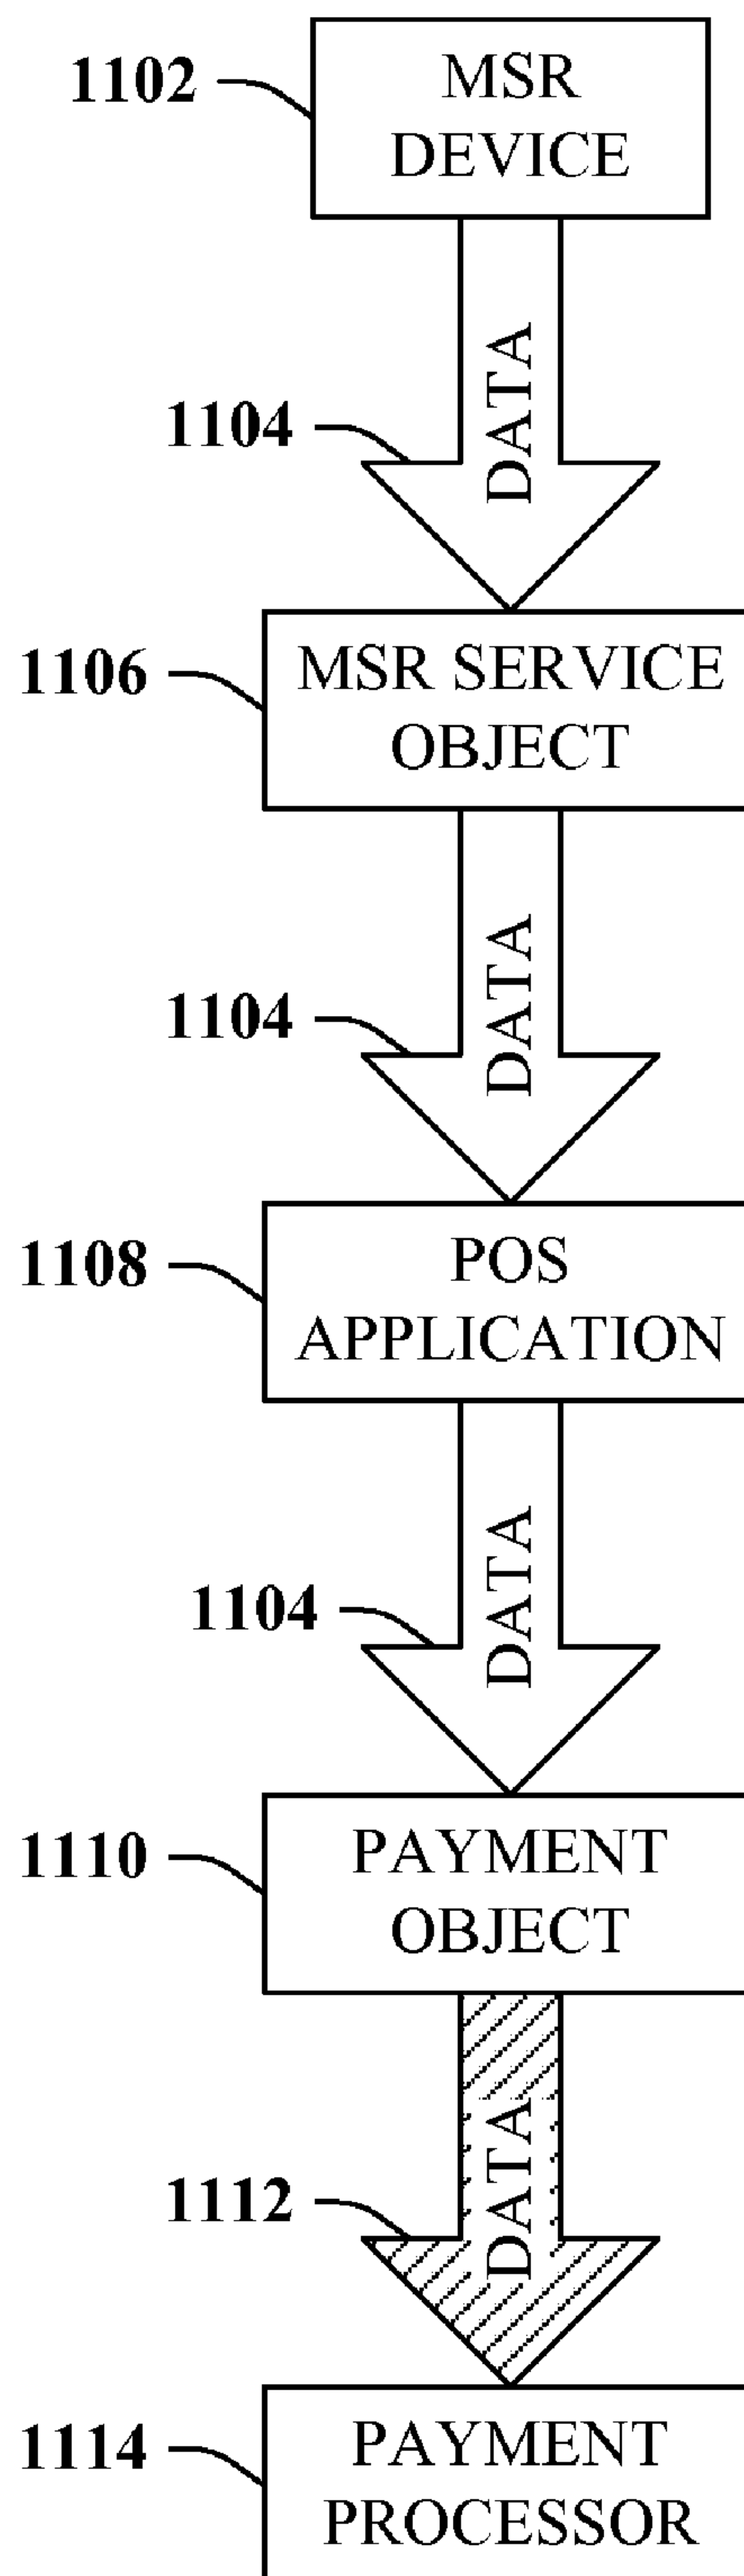 1102
MSR
DEVICE
DATA
1104
1106
MSR SERVICE
OBJECT
DATA
1104
1108
POS
APPLICATION
DATA
1104
1110
PAYMENT
OBJECT
DATA
1112
1114
PAYMENT
PROCESSOR